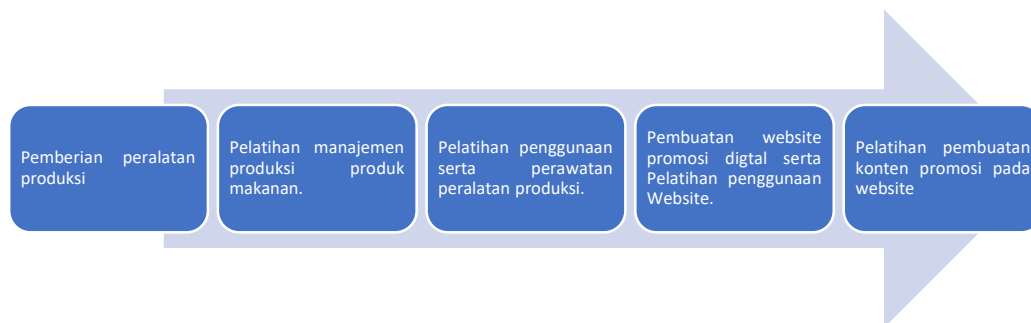 Pemberian peralatan
produksi
Pelatihan manajemen
produksi produk
makanan.
Pelatihan penggunaan
serta perawatan
peralatan produksi.
Pembuatan website
promosi digtal serta
Pelatihan penggunaan
Website.
Pelatihan pembuatan
konten promosi pada
website